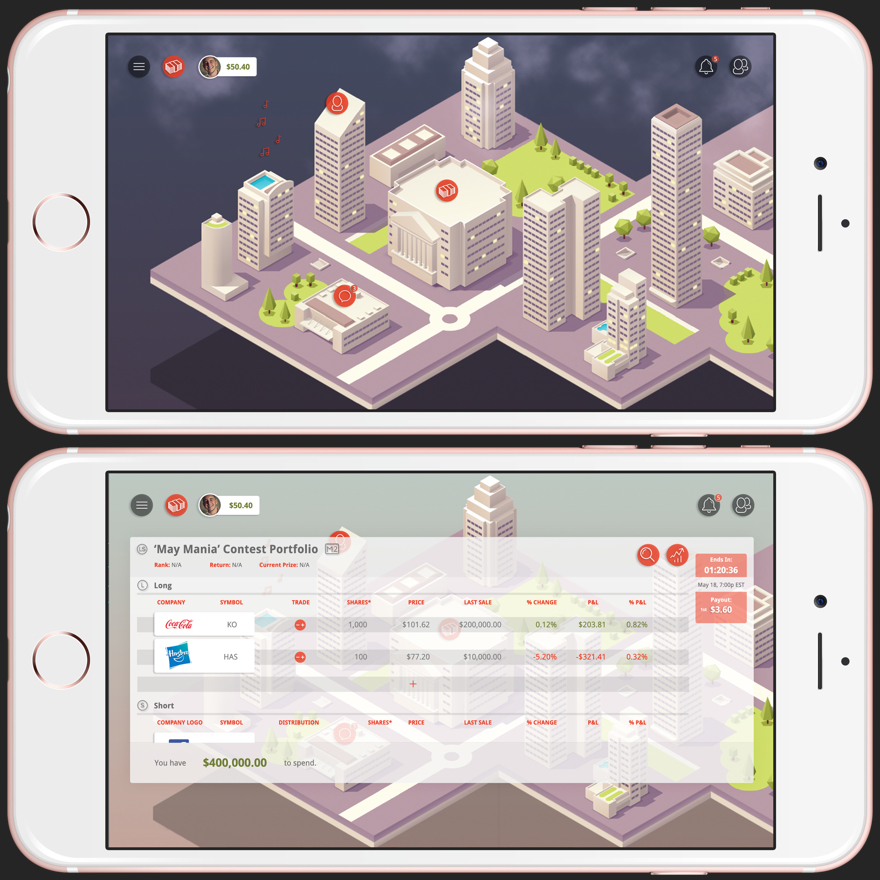 $50.40
5
$50.40
5
'May Mania' Contest Portfolio
Rank: N/A Return: N/A Current Prize: N/A
Ends In:
01:20:36
May 18, 7:00p EST
Payout:
$3.60
L Long
COMPANY SYMBOL TRADE SHARES* PRICE LAST SALE % CHANGE P&L % P&L
Coca-Cola KO 1,000 $101.62 $200,000.00 0.12% $203.81 0.82%
Hasbro HAS 100 $77.20 $10,000.00 -5.20% -$321.41 0.32%
+
S Short
COMPANY LOGO SYMBOL DISTRIBUTION SHARES* PRICE LAST SALE % CHANGE P&L % P&L
You have $400,000.00 to spend.